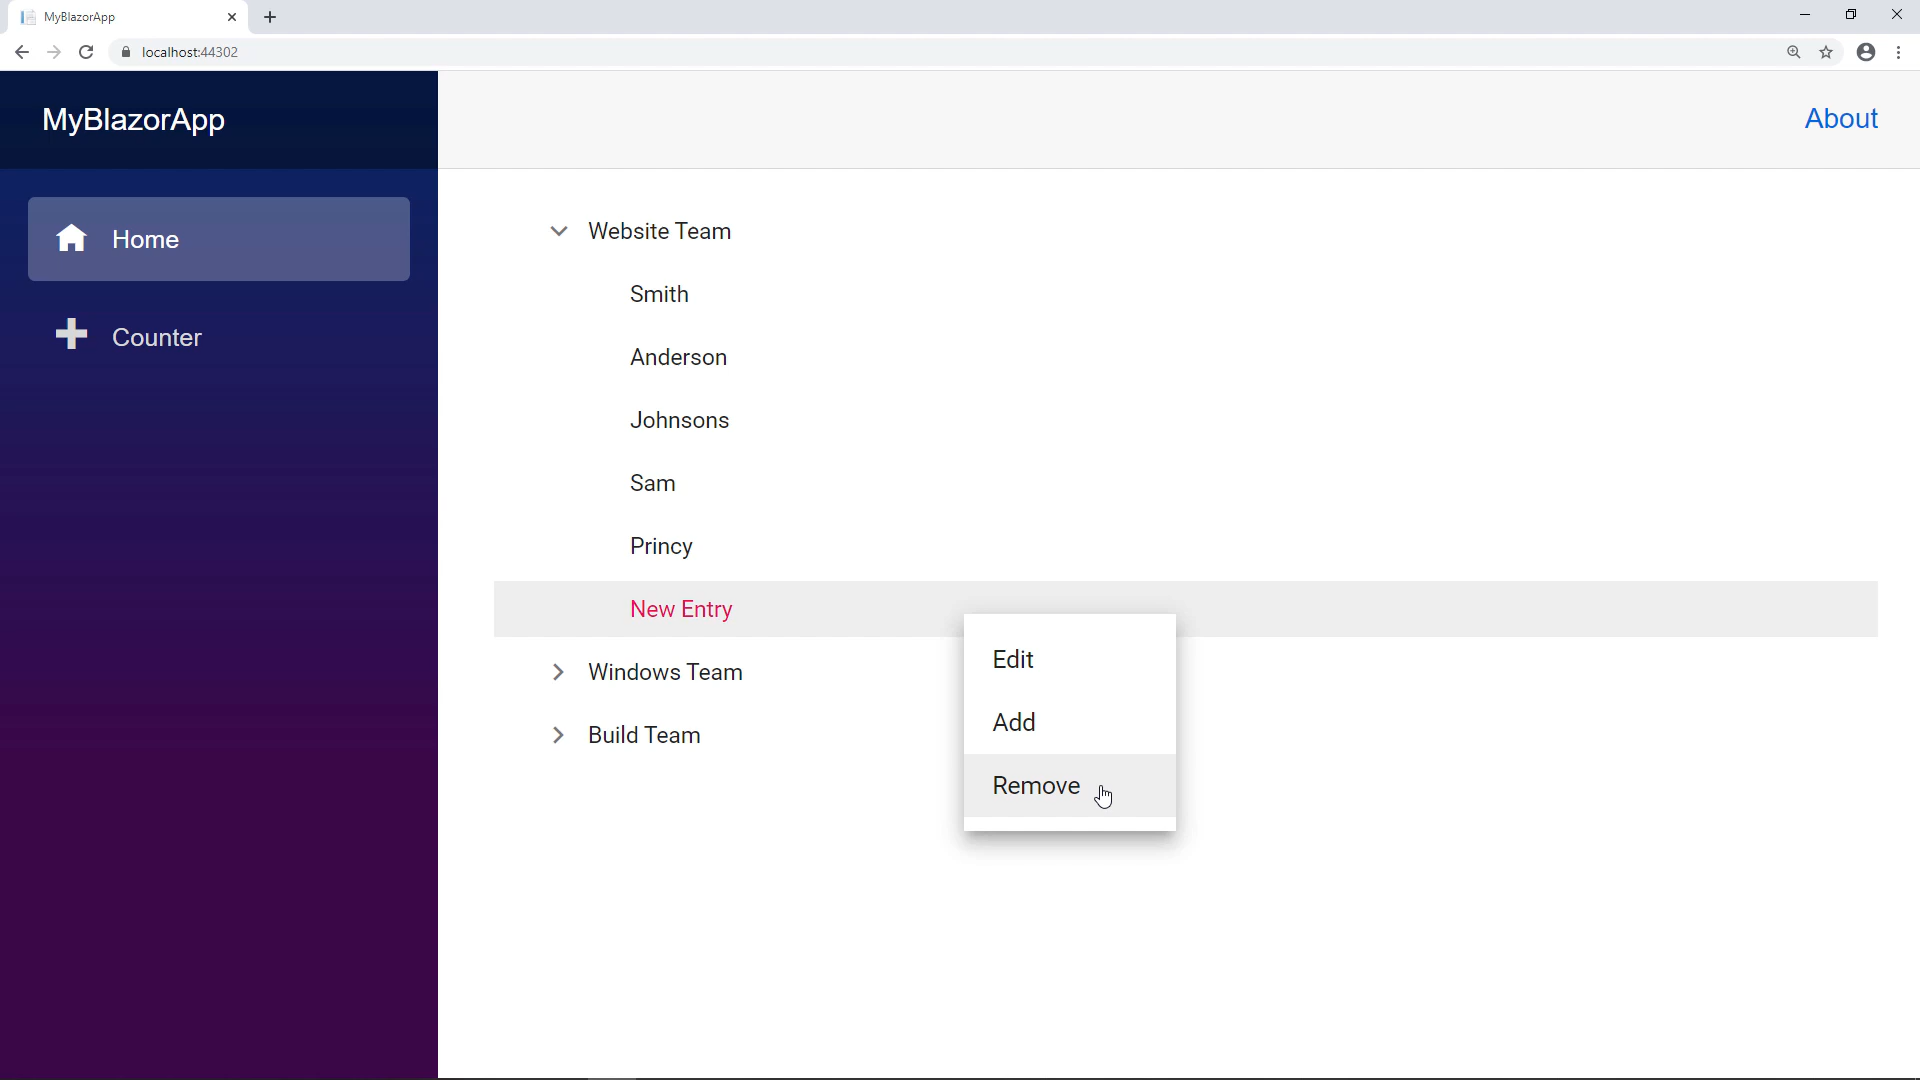 MyBlazorApp
localhost:44302
MyBlazorApp
About
Home
Counter
Website Team
Smith
Anderson
Johnsons
Sam
Princy
New Entry
Windows Team
Build Team
Edit
Add
Remove